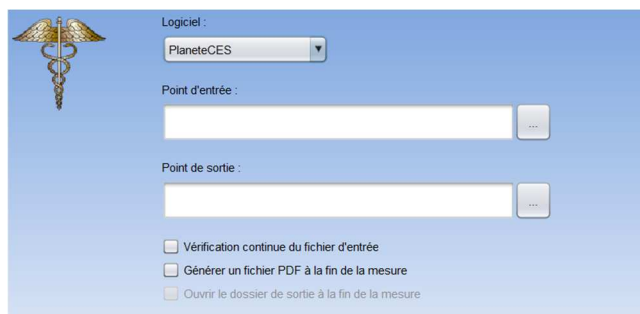 Logiciel :
PlaneteCES
Point d'entrée :
...
Point de sortie :
...
Vérification continue du fichier d'entrée
Générer un fichier PDF à la fin de la mesure
Ouvrir le dossier de sortie à la fin de la mesure